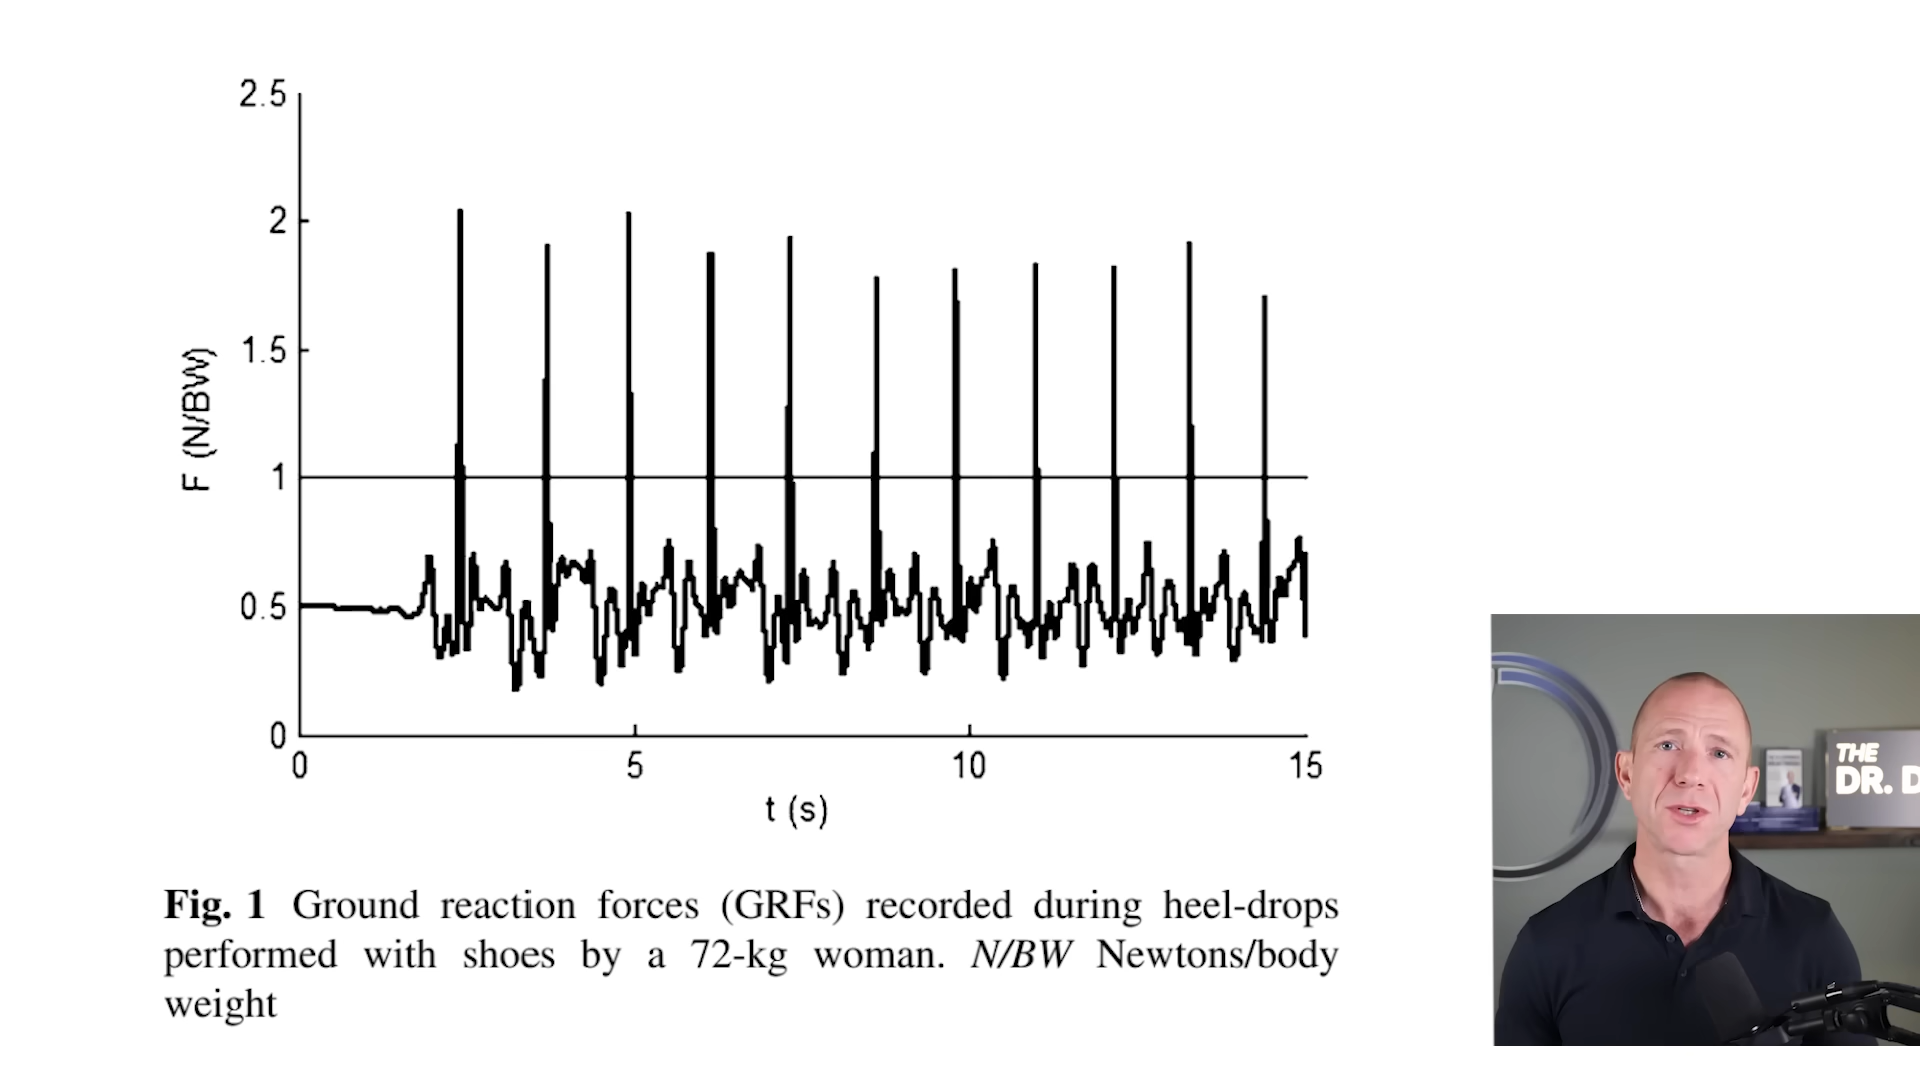 2.5
2
1.5
1
0.5
0
F (N/BW)
0
5
10
15
t (s)
Fig. 1 Ground reaction forces (GRFs) recorded during heel-drops
performed with shoes by a 72-kg woman. N/BW Newtons/body
weight
THE
DR. D